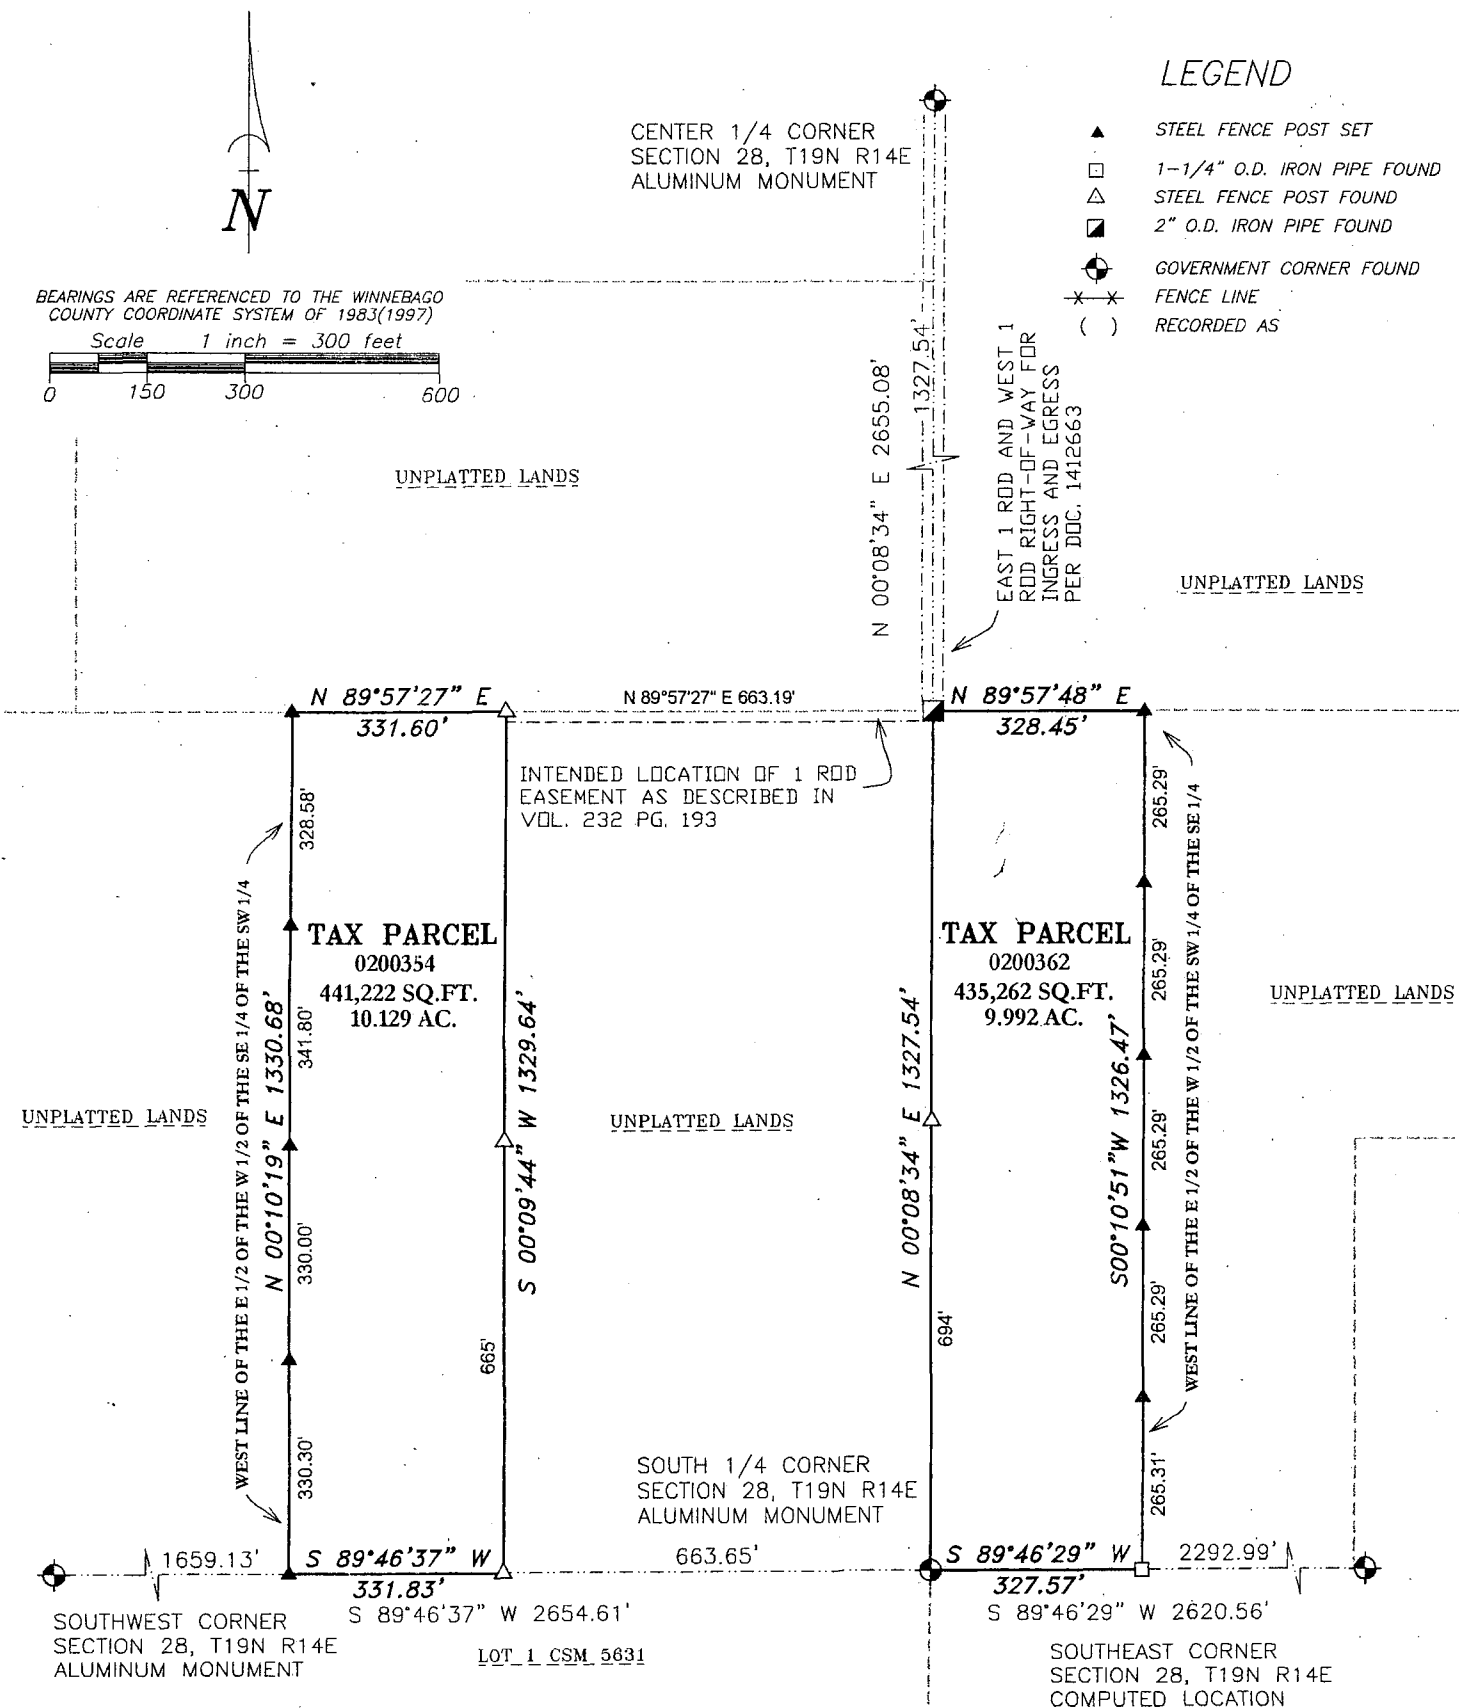 LEGEND
STEEL FENCE POST SET
1-1/4" O.D. IRON PIPE FOUND
STEEL FENCE POST FOUND
2" O.D. IRON PIPE FOUND
GOVERNMENT CORNER FOUND
FENCE LINE
( ) RECORDED AS
CENTER 1/4 CORNER
SECTION 28, T19N R14E
ALUMINUM MONUMENT
N
BEARINGS ARE REFERENCED TO THE WINNEBAGO
COUNTY COORDINATE SYSTEM OF 1983(1997)
Scale 1 inch = 300 feet
0 150 300 600
N 00°08'34" E 2655.08'
1327.54'
EAST 1 ROD AND WEST 1
ROD RIGHT-OF-WAY FOR
INGRESS AND EGRESS
PER DOC. 1412663
UNPLATTED LANDS
UNPLATTED LANDS
N 89°57'27" E
331.60'
N 89°57'27" E 663.19'
N 89°57'48" E
328.45'
INTENDED LOCATION OF 1 ROD
EASEMENT AS DESCRIBED IN
VOL. 232 PG. 193
WEST LINE OF THE E 1/2 OF THE W 1/2 OF THE SE 1/4 OF THE SW 1/4
N 00°10'19" E 1330.68'
328.58'
341.80'
330.00'
330.30'
TAX PARCEL
0200354
441,222 SQ.FT.
10.129 AC.
S 00°09'44" W 1329.64'
665'
N 00°08'34" E 1327.54'
694'
TAX PARCEL
0200362
435,262 SQ.FT.
9.992 AC.
S00°10'51"W 1326.47'
265.29'
265.29'
265.29'
265.29'
265.31'
WEST LINE OF THE E 1/2 OF THE W 1/2 OF THE SW 1/4 OF THE SE 1/4
UNPLATTED LANDS
UNPLATTED LANDS
UNPLATTED LANDS
SOUTH 1/4 CORNER
SECTION 28, T19N R14E
ALUMINUM MONUMENT
1659.13'
S 89°46'37" W
331.83'
663.65'
S 89°46'29" W
327.57'
2292.99'
S 89°46'37" W 2654.61'
S 89°46'29" W 2620.56'
SOUTHWEST CORNER
SECTION 28, T19N R14E
ALUMINUM MONUMENT
LOT 1 CSM 5631
SOUTHEAST CORNER
SECTION 28, T19N R14E
COMPUTED LOCATION